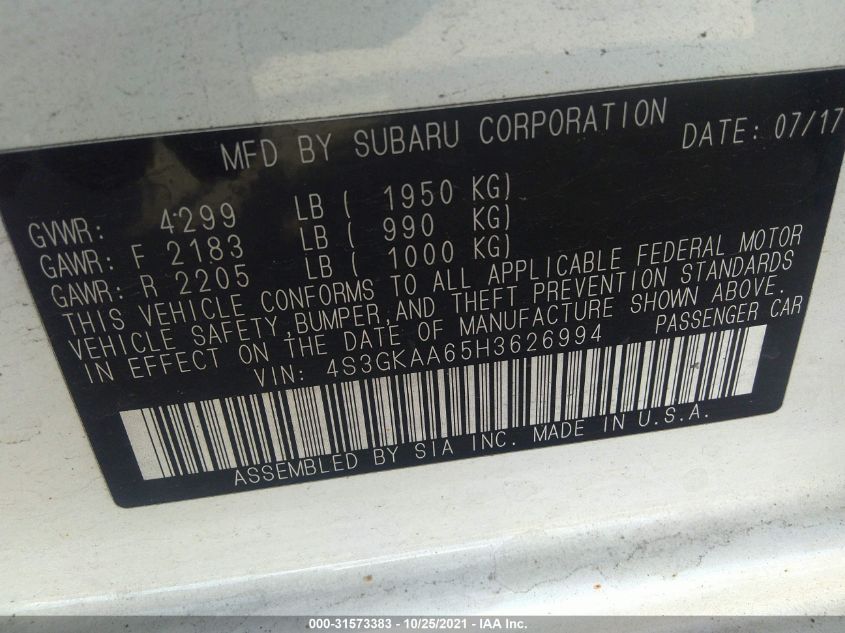 MFD BY SUBARU CORPORATION DATE: 07/17
GVWR: 4299 LB ( 1950 KG)
GAWR: F 2183 LB ( 990 KG)
GAWR: R 2205 LB ( 1000 KG)
THIS VEHICLE CONFORMS TO ALL APPLICABLE FEDERAL MOTOR
VEHICLE SAFETY,BUMPER,AND THEFT PREVENTION STANDARDS
IN EFFECT ON THE DATE OF MANUFACTURE SHOWN ABOVE.
VIN: 4S3GKAA65H3626994 PASSENGER CAR
ASSEMBLED BY SIA INC. MADE IN U.S.A.
000-31573383 - 10/25/2021 - IAA Inc.